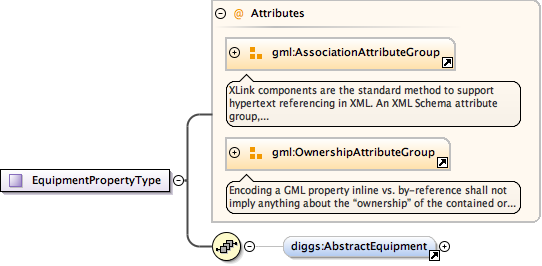 @ Attributes
gml:AssociationAttributeGroup
XLink components are the standard method to support
hypertext referencing in XML. An XML Schema attribute
group,...
gml:OwnershipAttributeGroup
Encoding a GML property inline vs. by-reference shall not
imply anything about the “ownership” of the contained or...
EquipmentPropertyType
diggs:AbstractEquipment